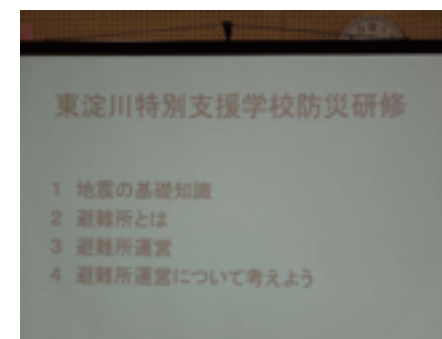 東淀川特別支援学校防災研修
1 地震の基礎知識
2 避難所とは
3 避難所運営
4 避難所運営について考えよう